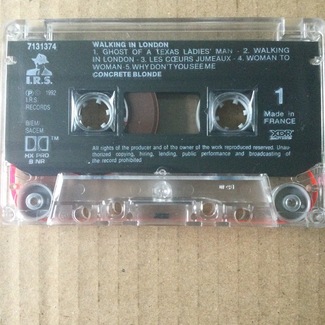 7131374
WALKING IN LONDON
1. GHOST OF A TEXAS LADIES' MAN - 2. WALKING
IN LONDON - 3. LES CŒURS JUMEAUX - 4. WOMAN TO
WOMAN - 5. WHY DON'T YOU SEE ME
CONCRETE BLONDE
I.R.S.
℗ © 1992
I.R.S.
RECORDS
BIEM/
SACEM
DD™
HX PRO
B NR
1
Made in
FRANCE
XDR
All rights of the producer and of the owner of the work reproduced reserved. Unau-
thorized copying, hiring, lending, public performance and broadcasting of
the record prohibited